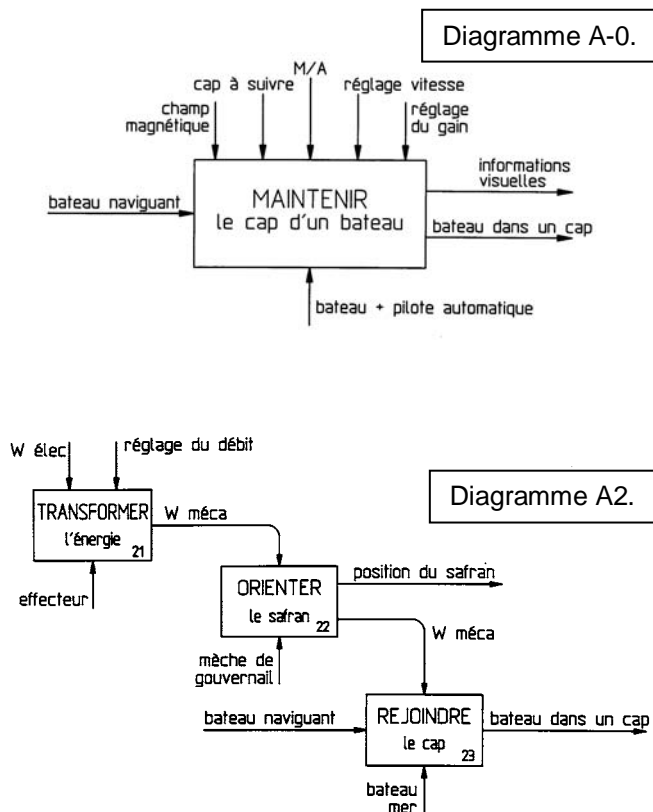 Diagramme A-0.
M/A
cap à suivre
réglage vitesse
champ
magnétique
réglage
du gain
informations
visuelles
bateau naviguant
MAINTENIR
le cap d'un bateau
bateau dans un cap
bateau + pilote automatique
Diagramme A2.
W élec
réglage du débit
TRANSFORMER
l'énergie
21
W méca
effecteur
ORIENTER
le safran
22
position du safran
W méca
mèche de
gouvernail
bateau naviguant
REJOINDRE
le cap
23
bateau dans un cap
bateau
mer